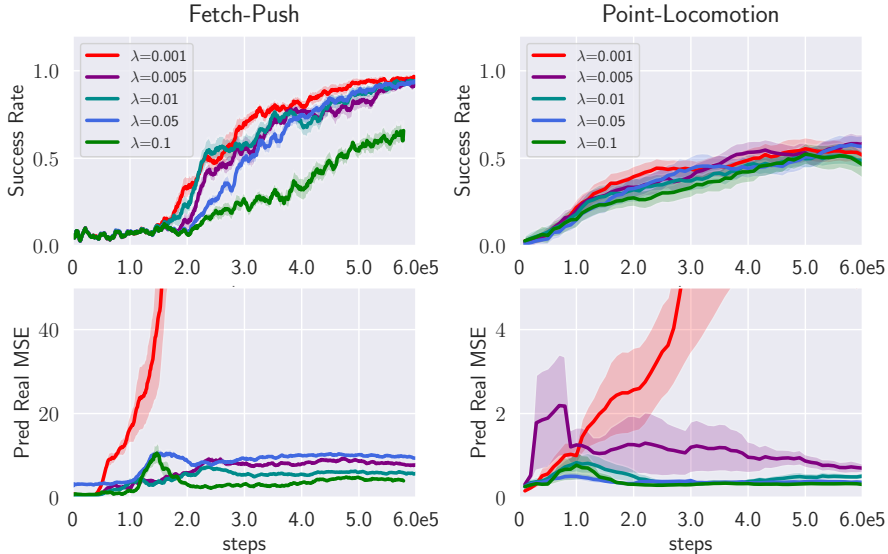 Fetch-Push
Point-Locomotion
Success Rate
1.0
0.5
0.0
λ=0.001
λ=0.005
λ=0.01
λ=0.05
λ=0.1
0 1.0 2.0 3.0 4.0 5.0 6.0e5
Success Rate
1.0
0.5
0.0
λ=0.001
λ=0.005
λ=0.01
λ=0.05
λ=0.1
0 1.0 2.0 3.0 4.0 5.0 6.0e5
Pred Real MSE
40
20
0
0 1.0 2.0 3.0 4.0 5.0 6.0e5
steps
Pred Real MSE
4
2
0
0 1.0 2.0 3.0 4.0 5.0 6.0e5
steps